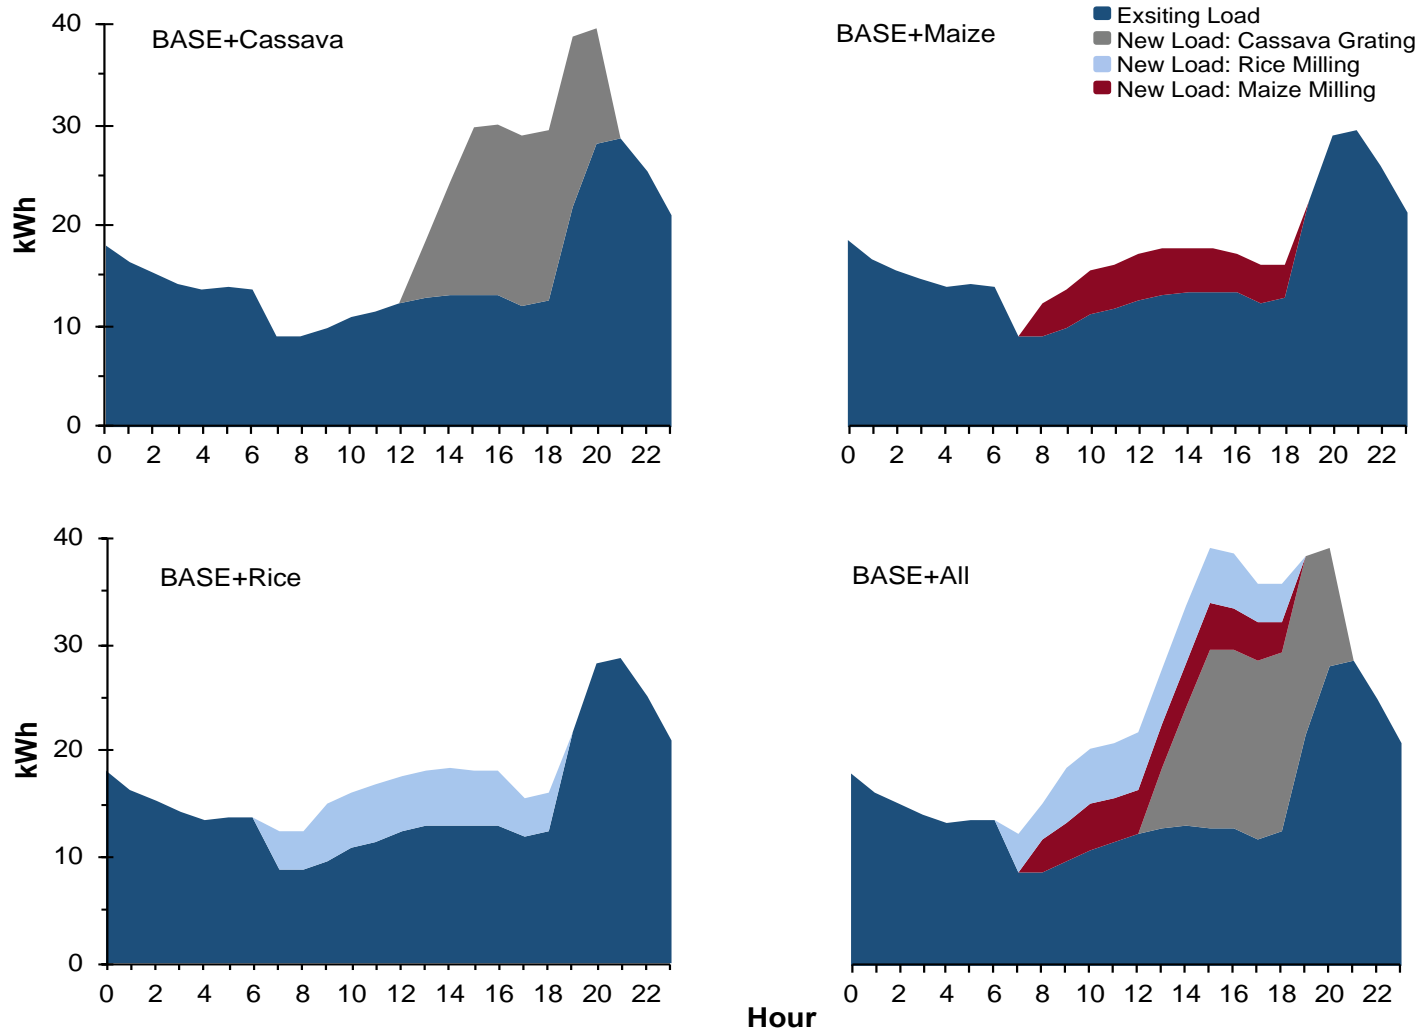 BASE+Cassava
40
30
20
10
0
kWh
0 2 4 6 8 10 12 14 16 18 20 22
BASE+Maize
Exsiting Load
New Load: Cassava Grating
New Load: Rice Milling
New Load: Maize Milling
0 2 4 6 8 10 12 14 16 18 20 22
BASE+Rice
40
30
20
10
0
kWh
0 2 4 6 8 10 12 14 16 18 20 22
BASE+All
0 2 4 6 8 10 12 14 16 18 20 22
Hour